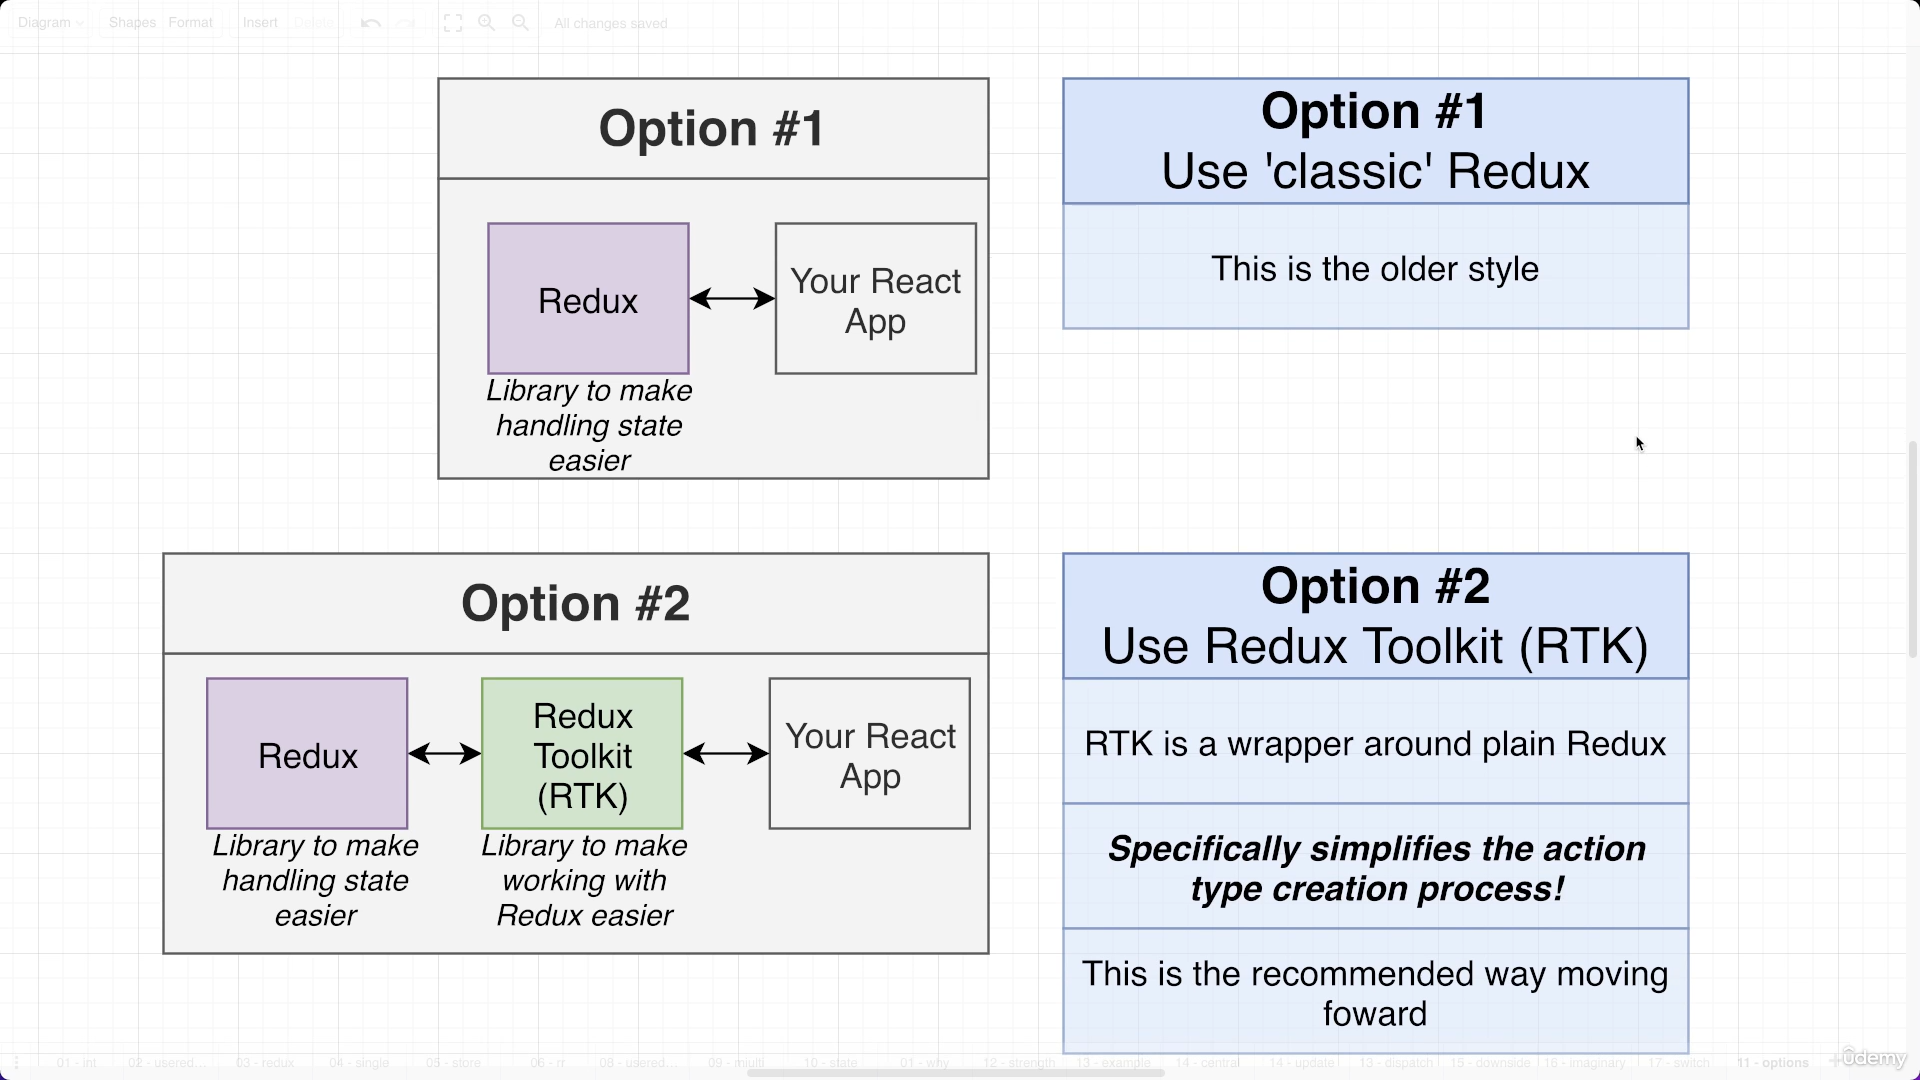 Diagram
Shapes
Format
Insert
Delete
All changes saved
Option #1
Redux
Your React
App
Library to make
handling state
easier
Option #1
Use 'classic' Redux
This is the older style
Option #2
Redux
Redux
Toolkit
(RTK)
Your React
App
Library to make
handling state
easier
Library to make
working with
Redux easier
Option #2
Use Redux Toolkit (RTK)
RTK is a wrapper around plain Redux
Specifically simplifies the action
type creation process!
This is the recommended way moving
foward
01 - int
02 - usered...
03 - redux
04 - single
05 - store
06 - rr
08 - usered...
09 - miulti
10 - state
01 - why
12 - strength
13 - example
14 - central
14 - update
13 - dispatch
15 - downside
16 - imaginary
17 - switch
11 - options
ûdemy